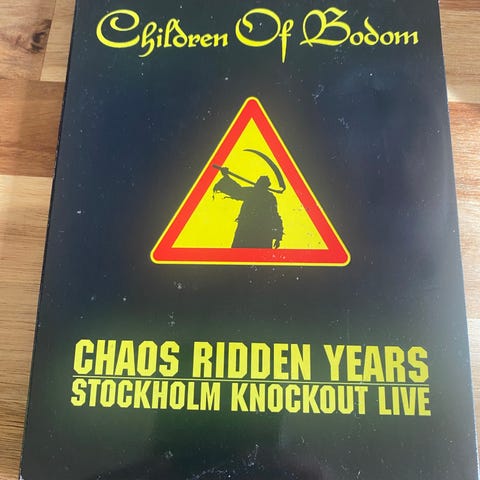 Children Of Bodom
CHAOS RIDDEN YEARS
STOCKHOLM KNOCKOUT LIVE